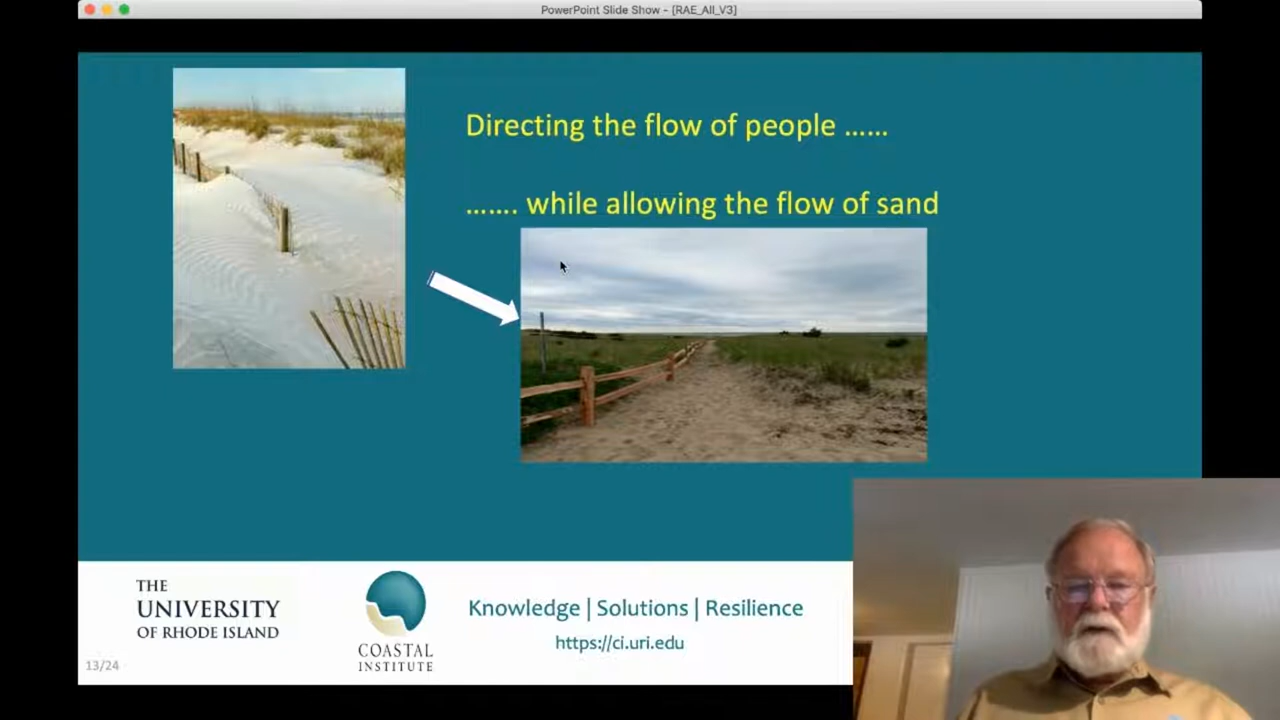 PowerPoint Slide Show - [RAE_All_V3]
Directing the flow of people ......
....... while allowing the flow of sand
THE
UNIVERSITY
OF RHODE ISLAND
COASTAL
INSTITUTE
Knowledge | Solutions | Resilience
https://ci.uri.edu
13/24